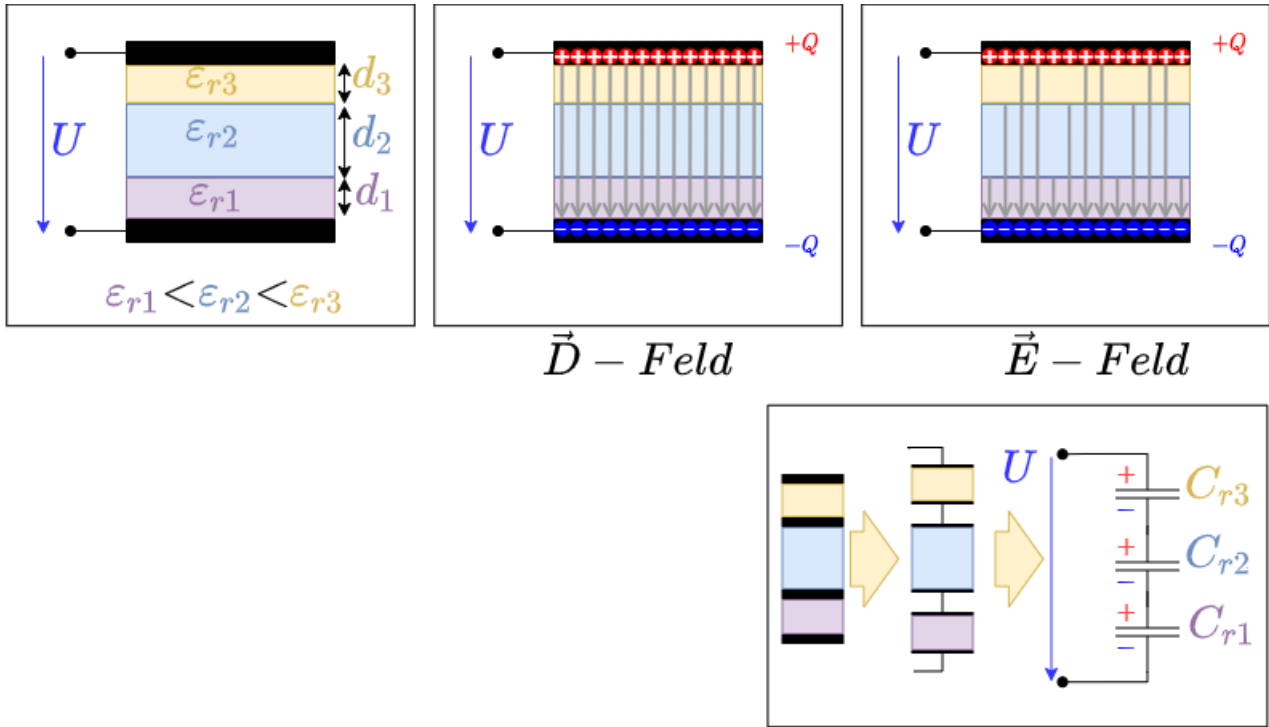 U
εr3
εr2
εr1
d3
d2
d1
εr1<εr2<εr3
U
+Q
−Q
U
+Q
−Q
D⃗ − Feld
E⃗ − Feld
U
+
−
Cr3
+
−
Cr2
+
−
Cr1